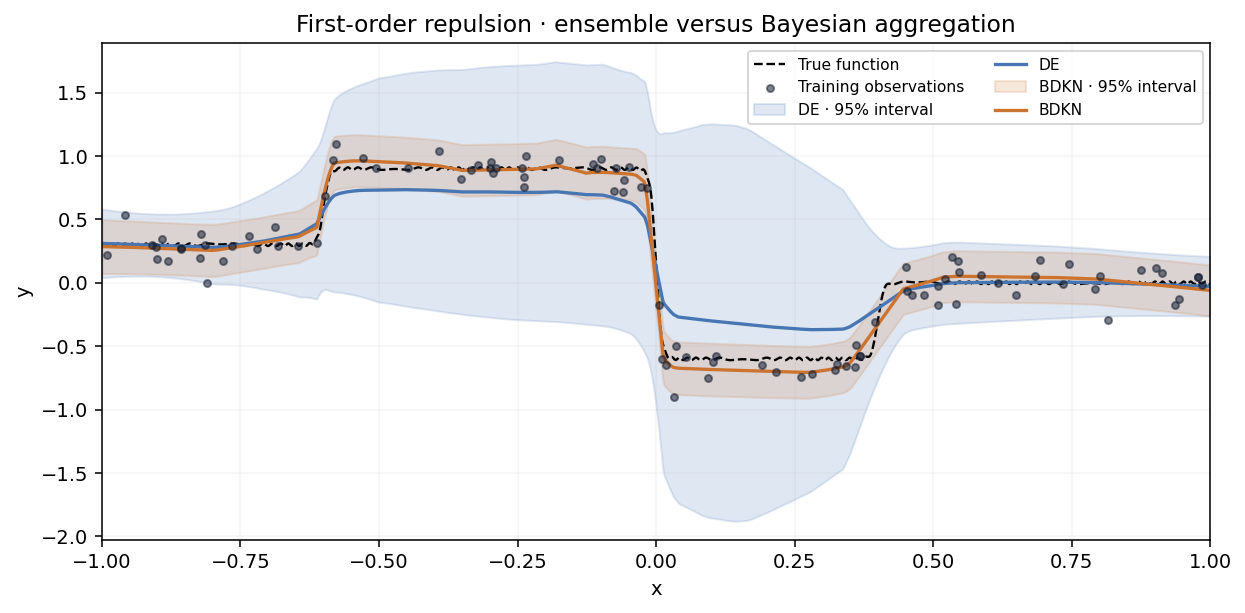 First-order repulsion · ensemble versus Bayesian aggregation
True function
Training observations
DE · 95% interval
DE
BDKN · 95% interval
BDKN
y
1.5
1.0
0.5
0.0
−0.5
−1.0
−1.5
−2.0
−1.00 −0.75 −0.50 −0.25 0.00 0.25 0.50 0.75 1.00
x